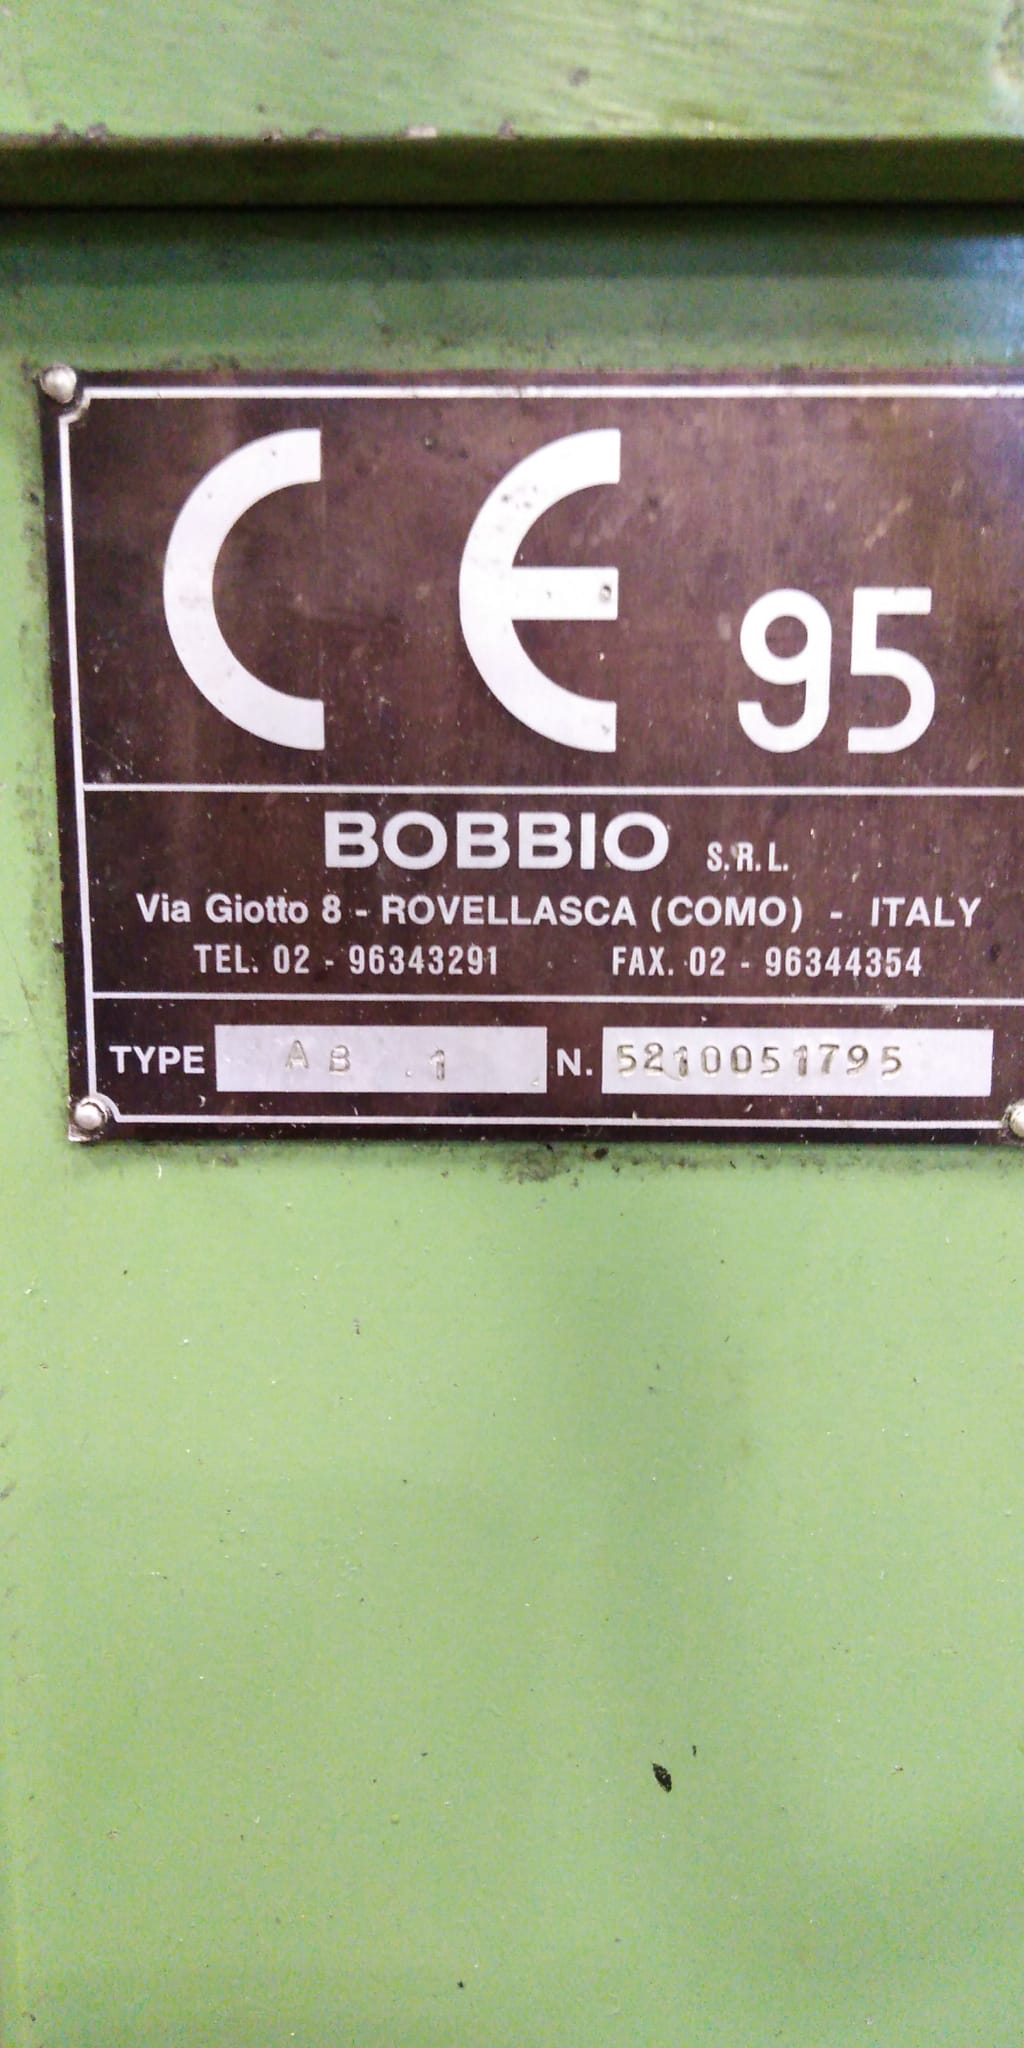 CE 95
BOBBIO S.R.L.
Via Giotto 8 - ROVELLASCA (COMO) - ITALY
TEL. 02 - 96343291 FAX. 02 - 96344354
TYPE AB.1 N. 5210051795